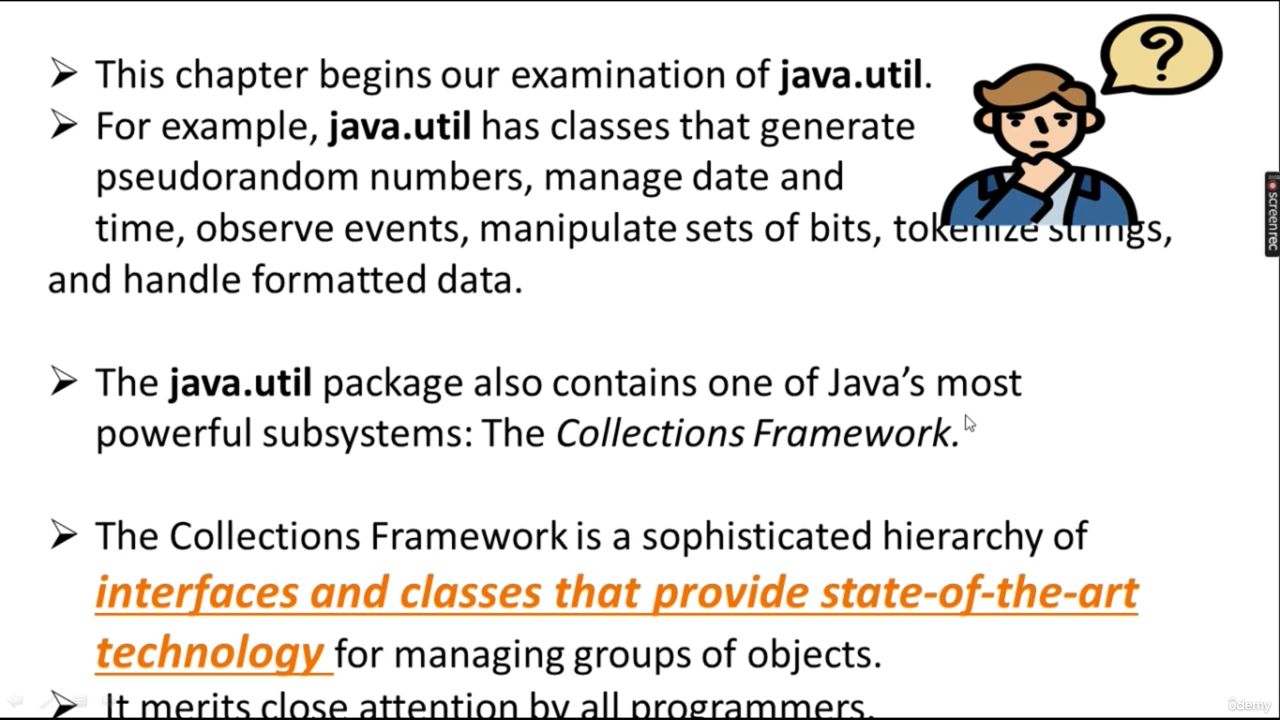 ➢ This chapter begins our examination of java.util.
➢ For example, java.util has classes that generate
pseudorandom numbers, manage date and
time, observe events, manipulate sets of bits, tokenize strings,
and handle formatted data.
➢ The java.util package also contains one of Java’s most
powerful subsystems: The Collections Framework.
➢ The Collections Framework is a sophisticated hierarchy of
interfaces and classes that provide state-of-the-art
technology for managing groups of objects.
➢ It merits close attention by all programmers.
?
screenrec
ûdemy